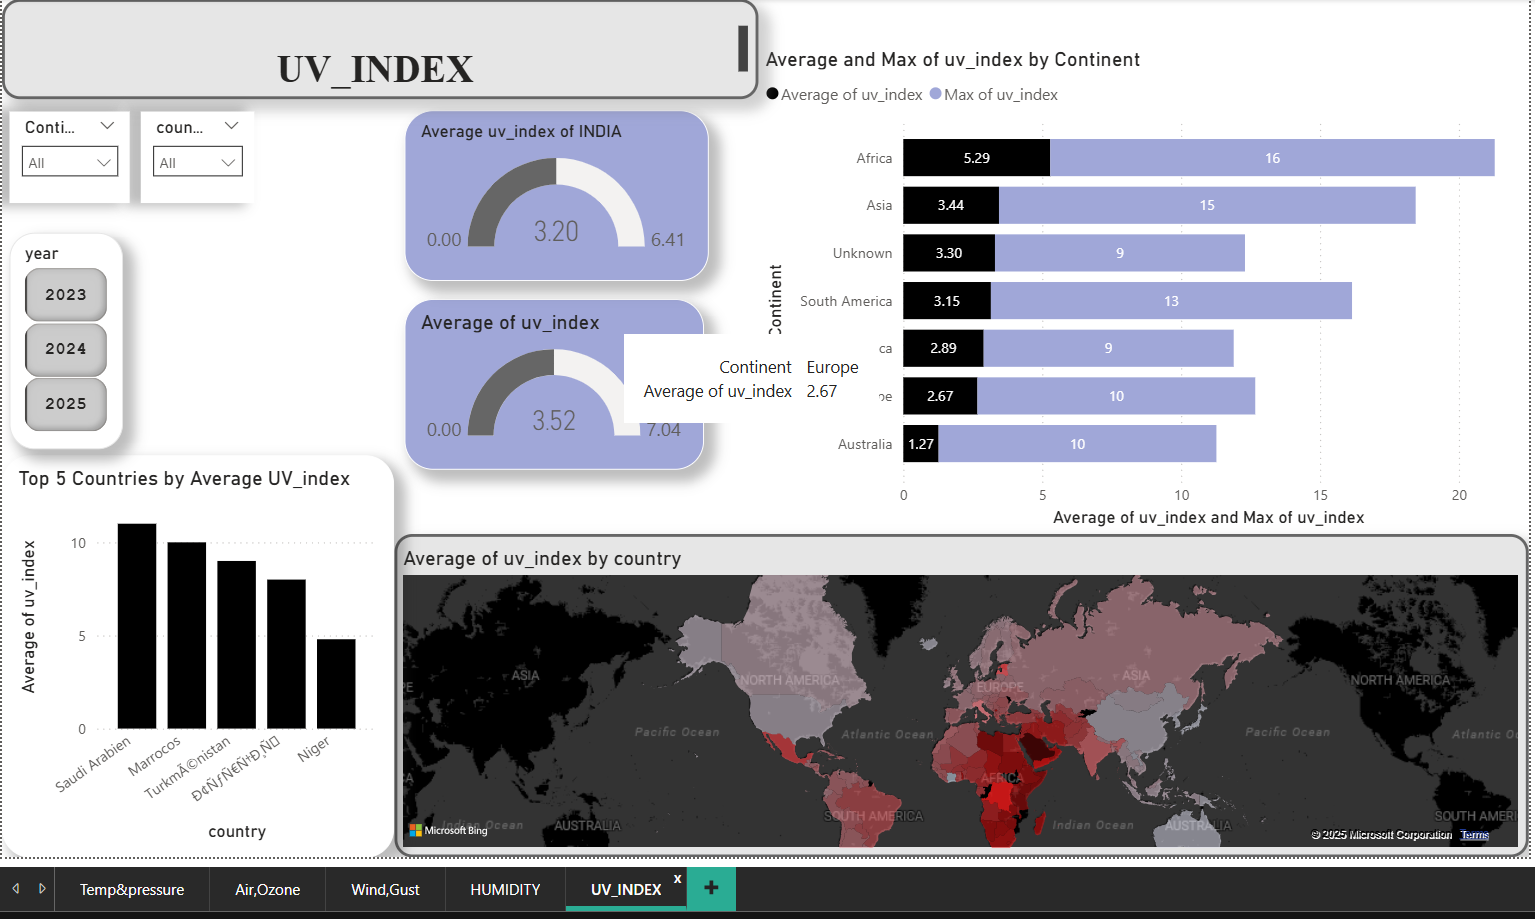 UV_INDEX
Conti...
All
coun...
All
year
2023
2024
2025
Average uv_index of INDIA
0.00
3.20
6.41
Average of uv_index
0.00
3.52
7.04
Continent Europe
Average of uv_index 2.67
Average and Max of uv_index by Continent
Average of uv_index Max of uv_index
Continent
Africa 5.29 16
Asia 3.44 15
Unknown 3.30 9
South America 3.15 13
ca 2.89 9
pe 2.67 10
Australia 1.27 10
0 5 10 15 20
Average of uv_index and Max of uv_index
Top 5 Countries by Average UV_index
Average of uv_index
10
5
0
Saudi Arabien
Marrocos
TurkmÃ©nistan
Niger
country
Average of uv_index by country
ASIA
NORTH AMERICA
EUROPE
ASIA
NORTH AMERICA
Pacific Ocean
Atlantic Ocean
Pacific Ocean
Atlantic O
AFRICA
SOUTH AMERICA
SOUTH AMERI
Indian Ocean
AUSTRALIA
Indian Ocean
AUSTRALIA
Microsoft Bing
© 2025 Microsoft Corporation Terms
Temp&pressure
Air,Ozone
Wind,Gust
HUMIDITY
UV_INDEX
x
+